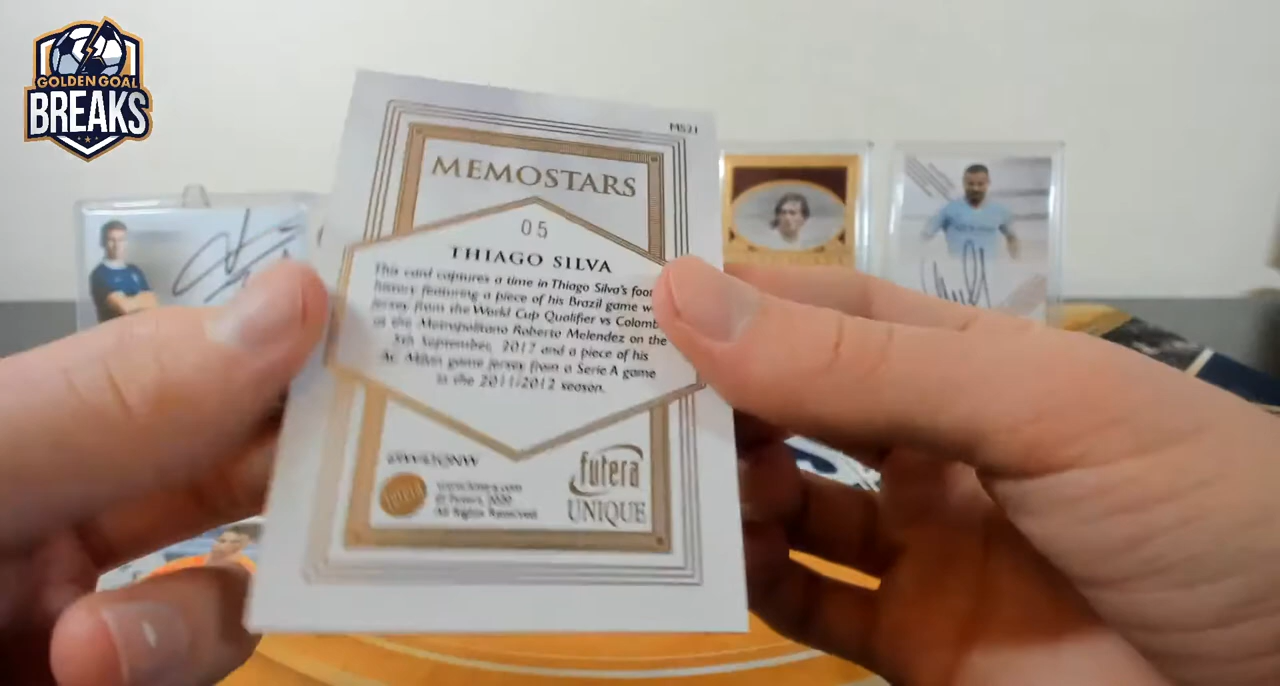 GOLDEN GOAL
BREAKS
MS21
MEMOSTARS
05
THIAGO SILVA
This card captures a time in Thiago Silva's foot
history featuring a piece of his Brazil game w
jersey from the World Cup Qualifier vs Colomb
at the Metropolitano Roberto Melendez on the
5th September, 2017 and a piece of his
AC Milan game jersey from a Serie A game
in the 2011/2012 season.
futera
UNIQUE
www.futera.com
© Futera, 2020
All Rights Reserved